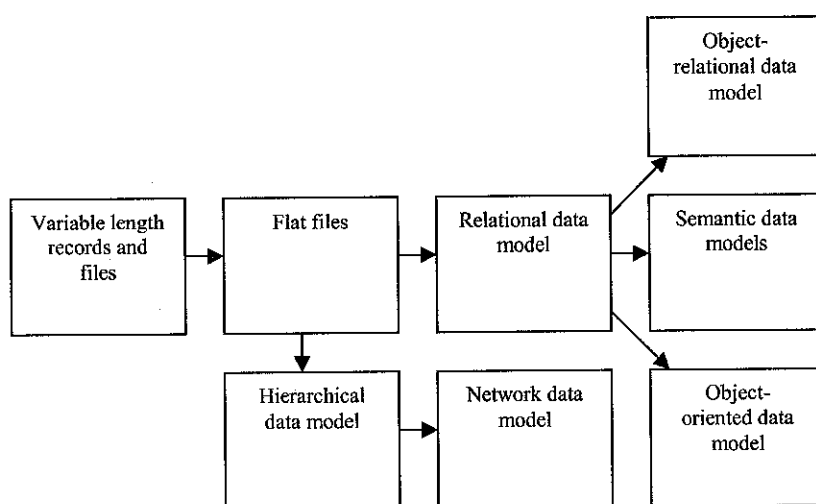 Object-
relational data
model
Variable length
records and
files
Flat files
Relational data
model
Semantic data
models
Hierarchical
data model
Network data
model
Object-
oriented data
model